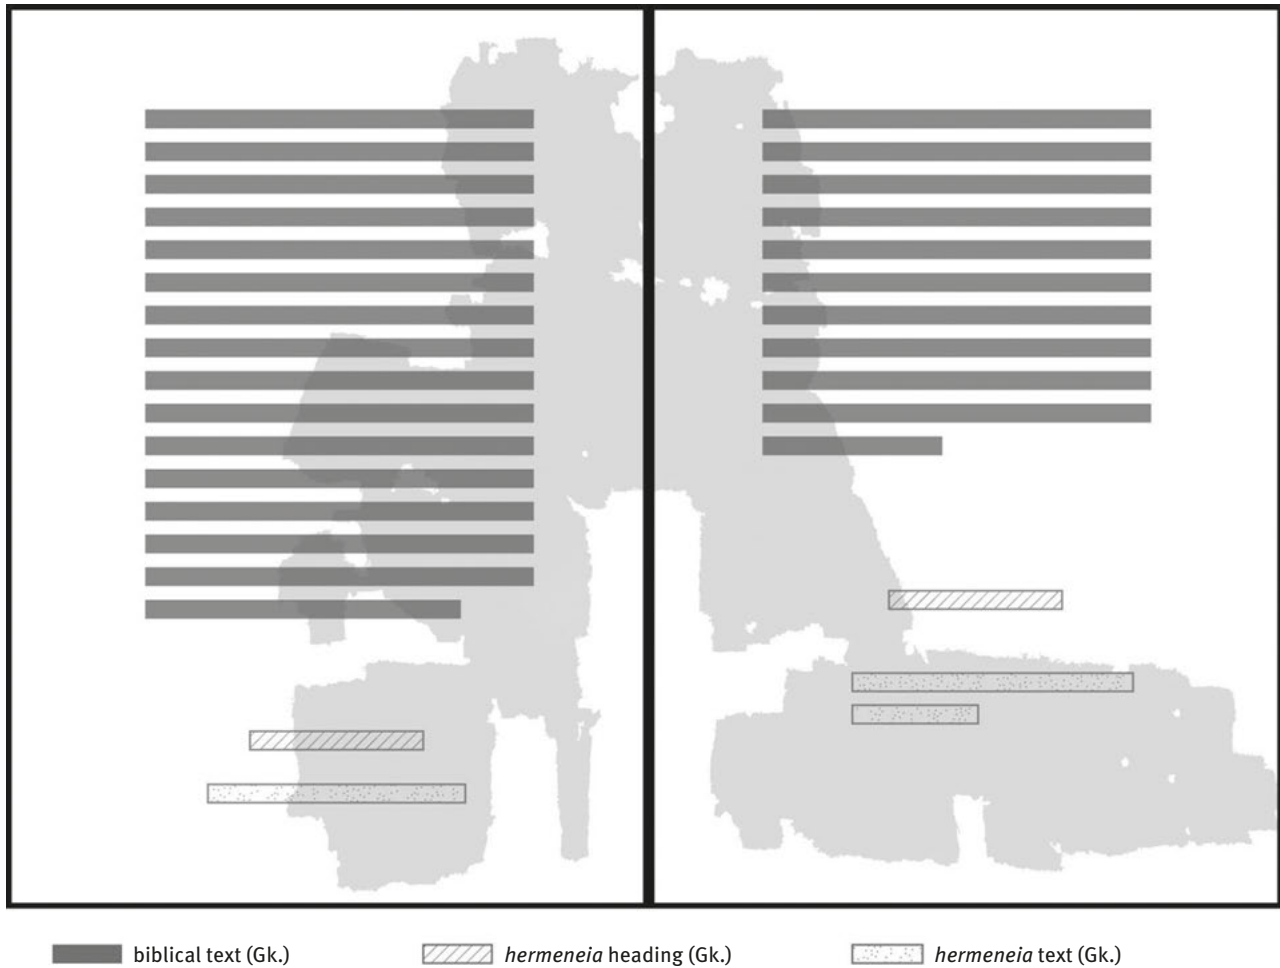 biblical text (Gk.)
hermeneia heading (Gk.)
hermeneia text (Gk.)